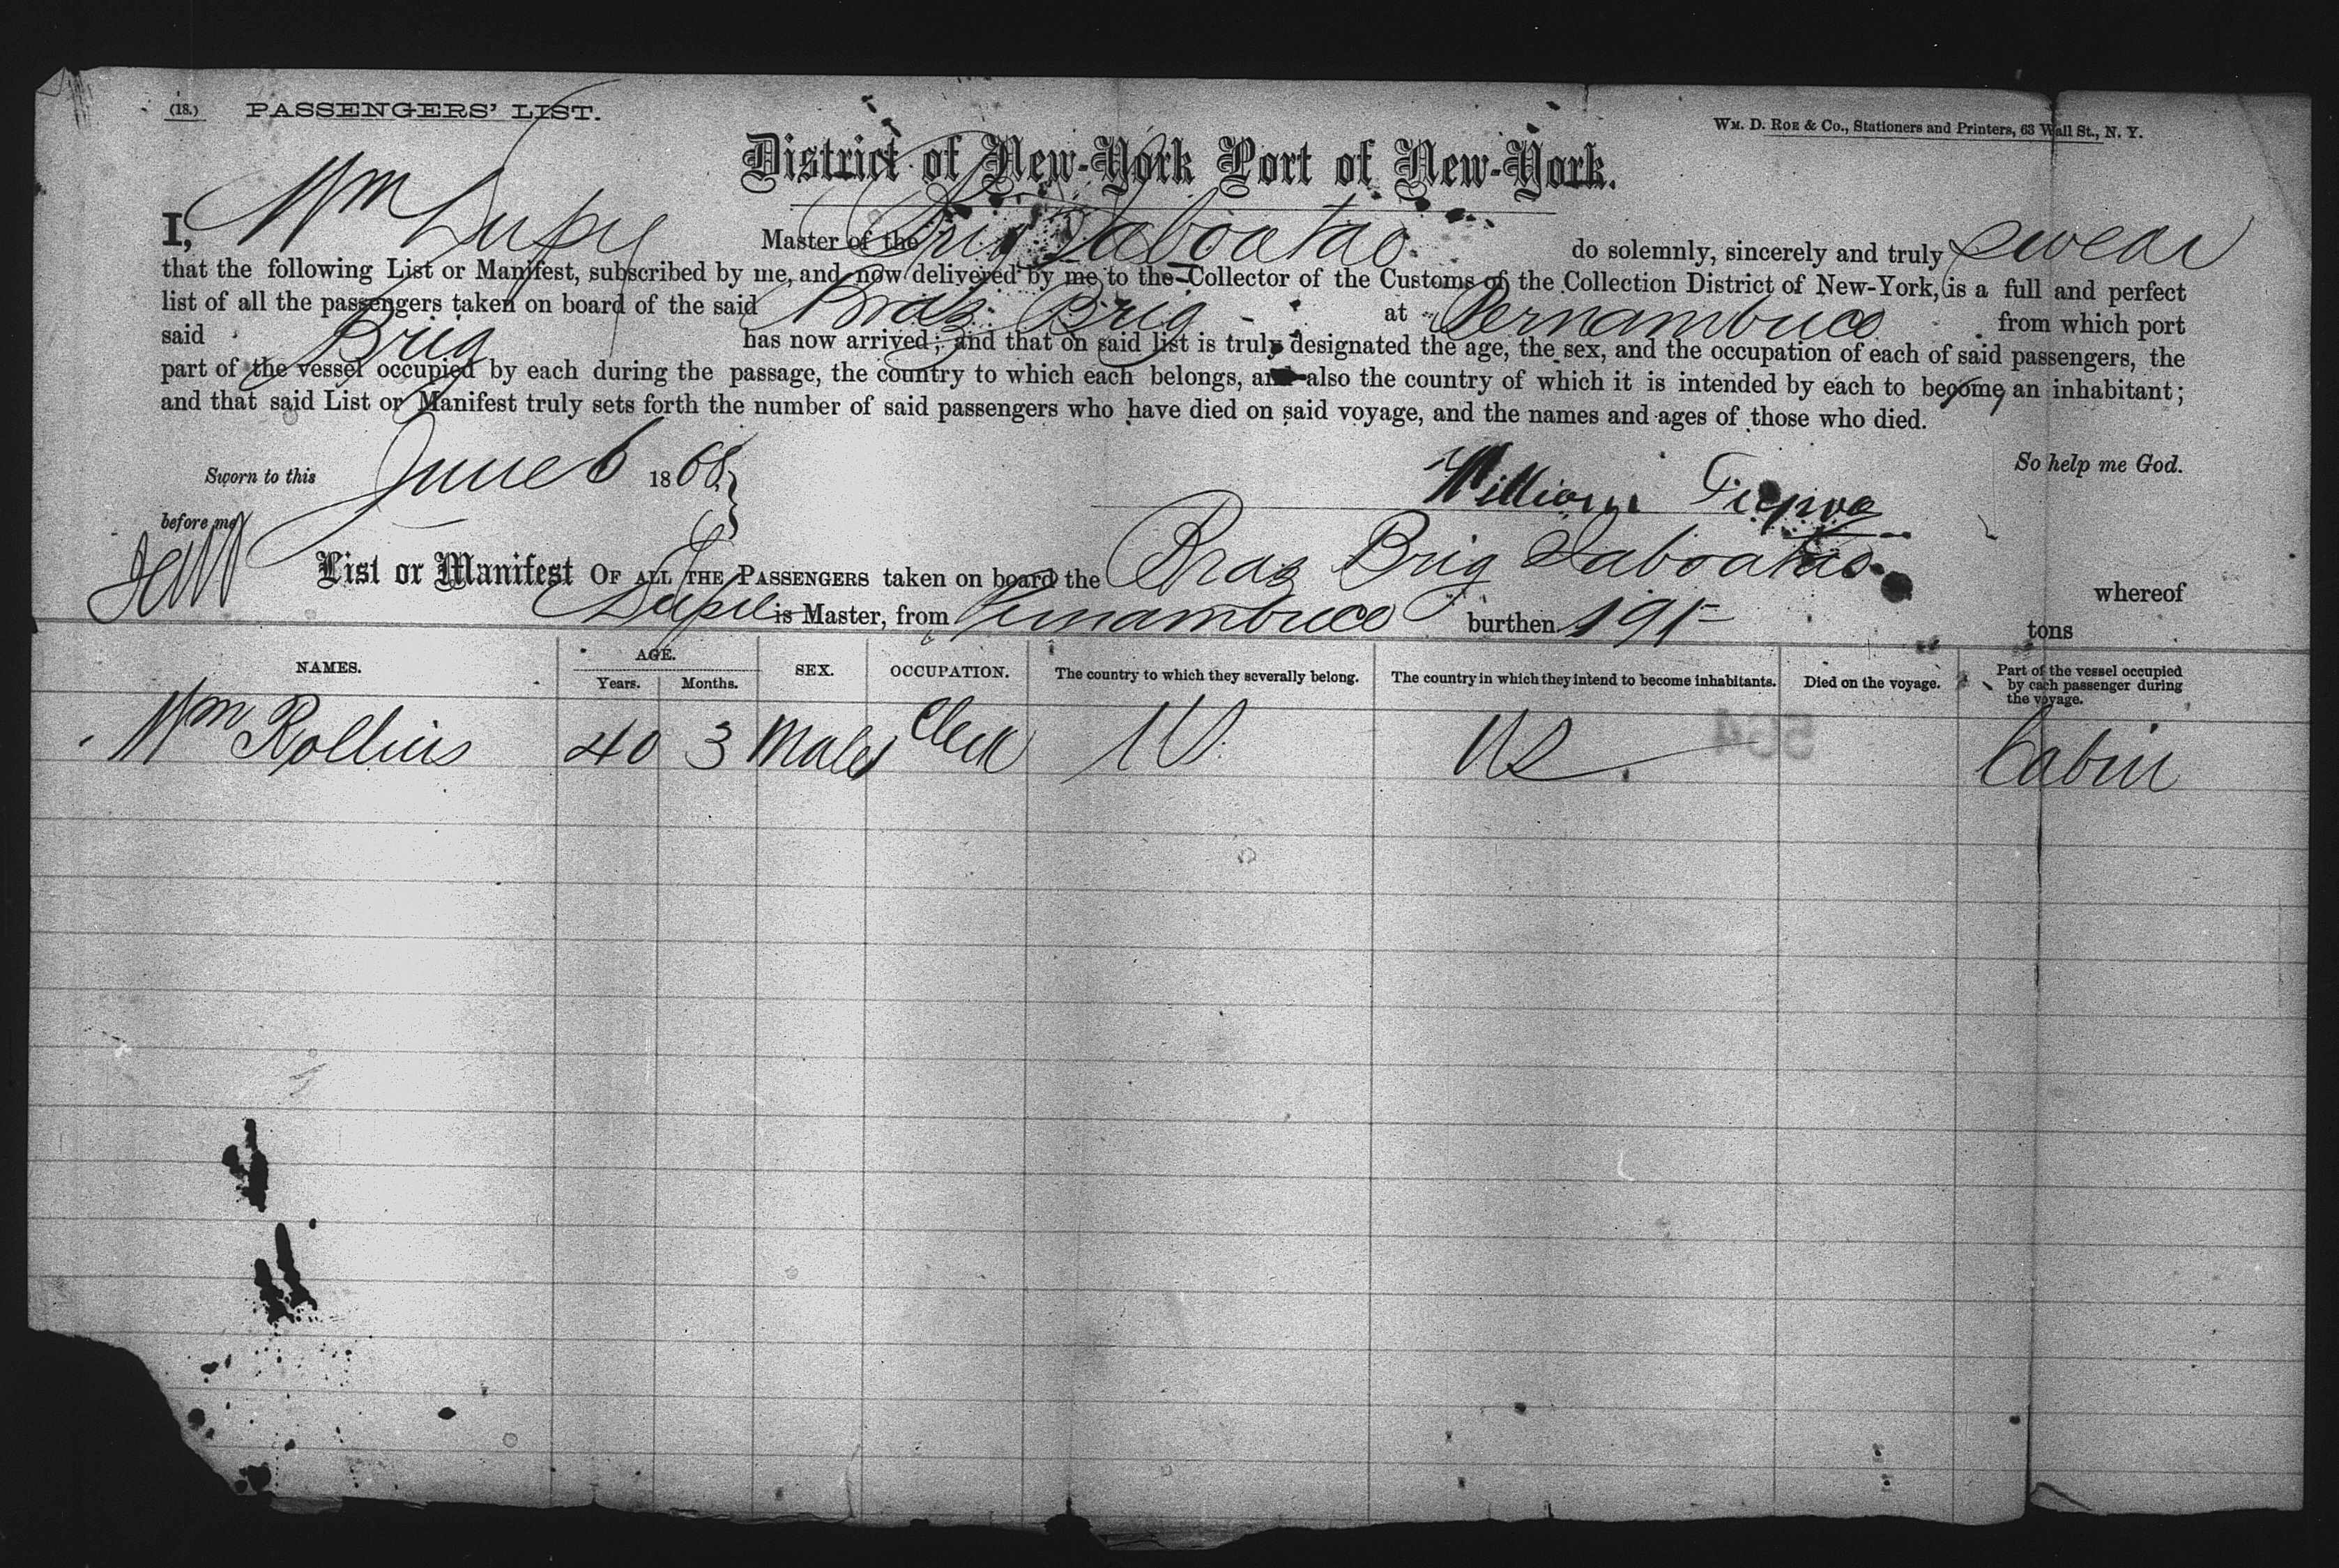 (18.) PASSENGERS' LIST.
WM. D. ROE & CO., Stationers and Printers, 63 Wall St., N. Y.
District of New-York Port of New-York.
I, Wm Master of the Brig do solemnly, sincerely and truly swear
that the following List or Manifest, subscribed by me, and now delivered by me to the Collector of the Customs of the Collection District of New-York, is a full and perfect
list of all the passengers taken on board of the said Braz Brig at Pernambuco from which port
said Brig has now arrived; and that on said list is truly designated the age, the sex, and the occupation of each of said passengers, the
part of the vessel occupied by each during the passage, the country to which each belongs, and also the country of which it is intended by each to become an inhabitant;
and that said List or Manifest truly sets forth the number of said passengers who have died on said voyage, and the names and ages of those who died.
So help me God.
Sworn to this June 6 1868
William
before me
List or Manifest OF ALL THE PASSENGERS taken on board the Braz Brig whereof
is Master, from Pernambuco burthen tons
NAMES. AGE. Years. Months. SEX. OCCUPATION. The country to which they severally belong. The country in which they intend to become inhabitants. Died on the voyage. Part of the vessel occupied by each passenger during the voyage.
Wm Rollins 40 3 Male Clerk US US Cabin
564